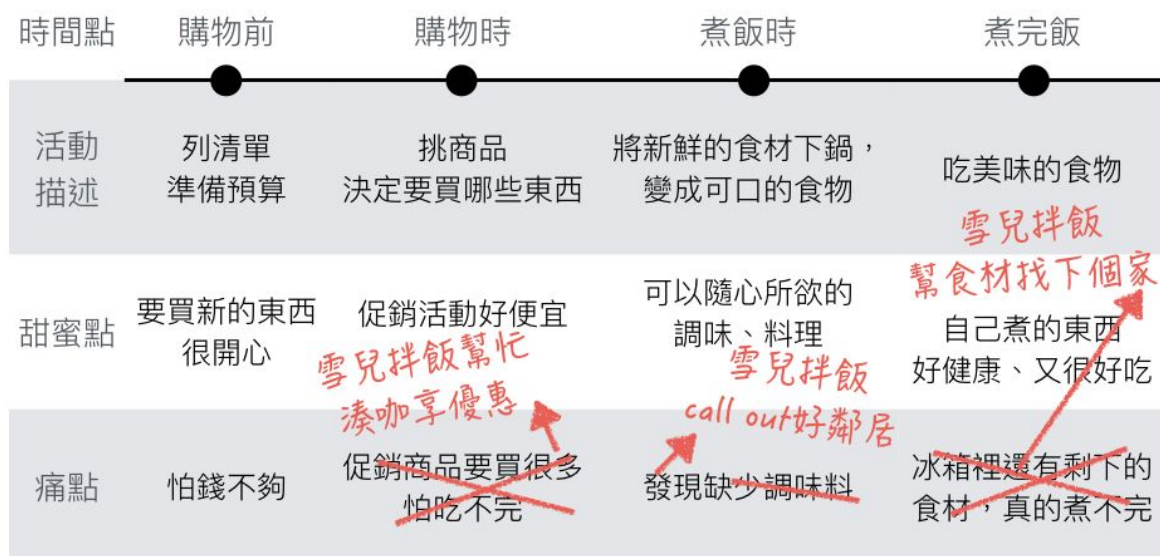 時間點 購物前 購物時 煮飯時 煮完飯
活動
描述
列清單
準備預算
挑商品
決定要買哪些東西
將新鮮的食材下鍋，
變成可口的食物
吃美味的食物
甜蜜點
要買新的東西
很開心
促銷活動好便宜
可以隨心所欲的
調味、料理
自己煮的東西
好健康、又很好吃
雪兒拌飯幫忙
湊咖享優惠
雪兒拌飯
call out好鄰居
雪兒拌飯
幫食材找下個家
痛點
怕錢不夠
促銷商品要買很多
怕吃不完
發現缺少調味料
冰箱裡還有剩下的
食材，真的煮不完